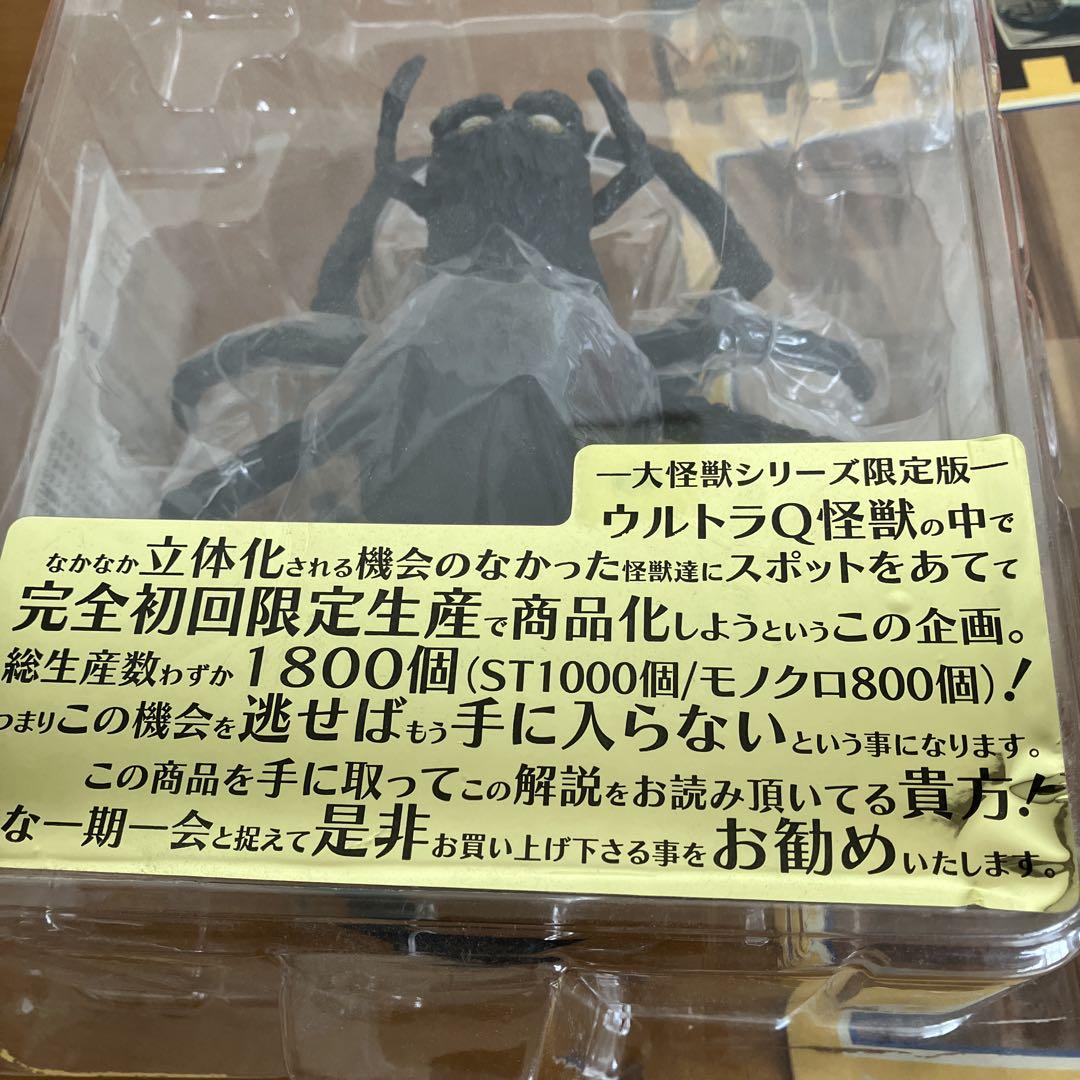 ―大怪獣シリーズ限定版―
ウルトラQ怪獣の中で
なかなか立体化される機会のなかった怪獣達にスポットをあてて
完全初回限定生産で商品化しようというこの企画。
総生産数わずか1800個(ST1000個/モノクロ800個)!
つまりこの機会を逃せばもう手に入らないという事になります。
この商品を手に取ってこの解説をお読み頂いてる貴方!
な一期一会と捉えて是非お買い上げ下さる事をお勧めいたします。